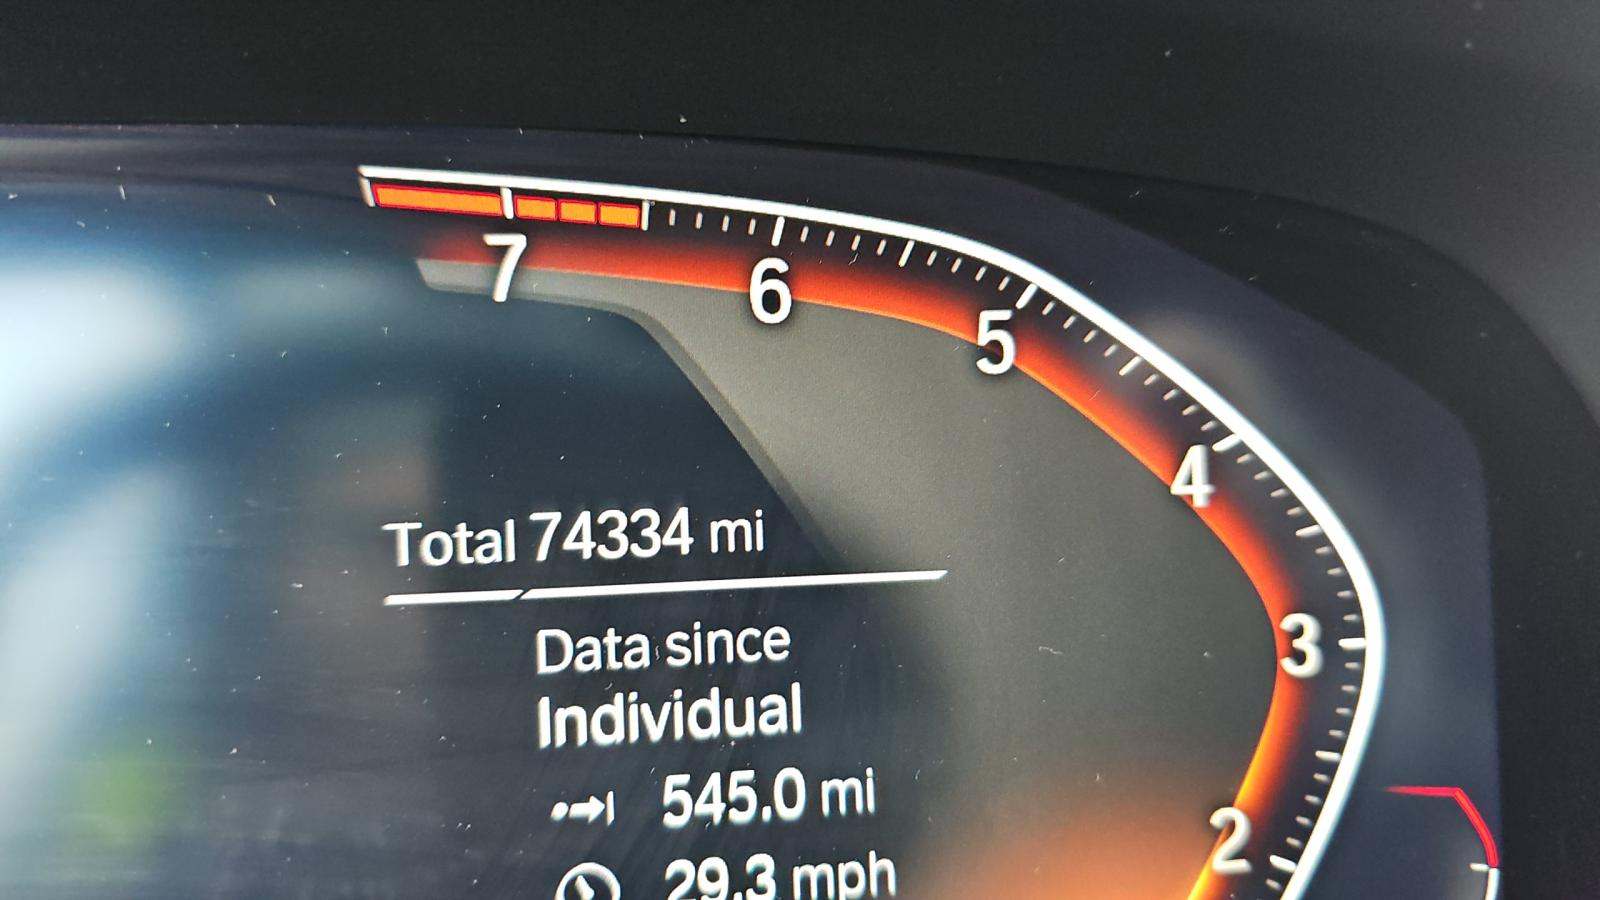 7
6
5
4
3
2
Total 74334 mi
Data since
Individual
545.0 mi
29.3 mph